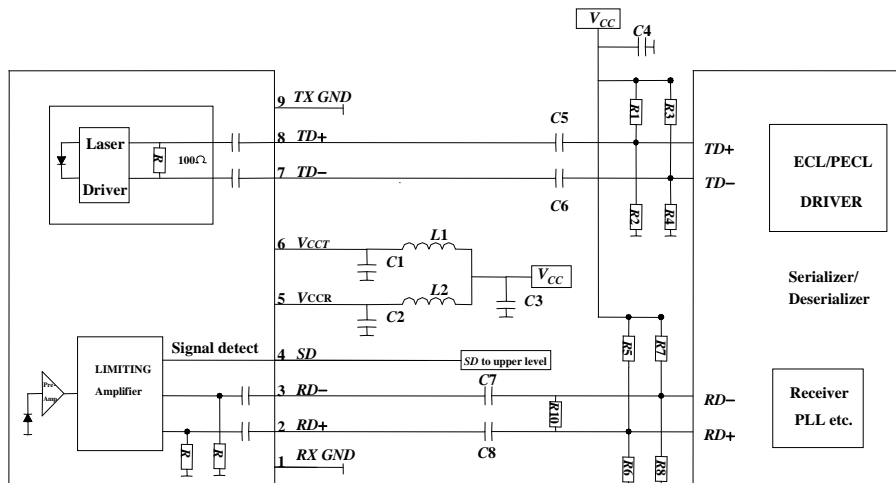 VCC
C4
9 TX GND
R1
R3
C5
Laser
Driver
R
100Ω
8 TD+
TD+
7 TD−
TD−
C6
R2
R4
ECL/PECL
DRIVER
6 VCCT
L1
C1
VCC
5 VCCR
L2
C2
C3
Serializer/
Deserializer
Signal detect
4 SD
SD to upper level
R5
R7
LIMITING
Amplifier
Pre-
Amp
C7
3 RD−
R10
RD−
Receiver
PLL etc.
2 RD+
RD+
C8
R
R
R6
R8
1 RX GND